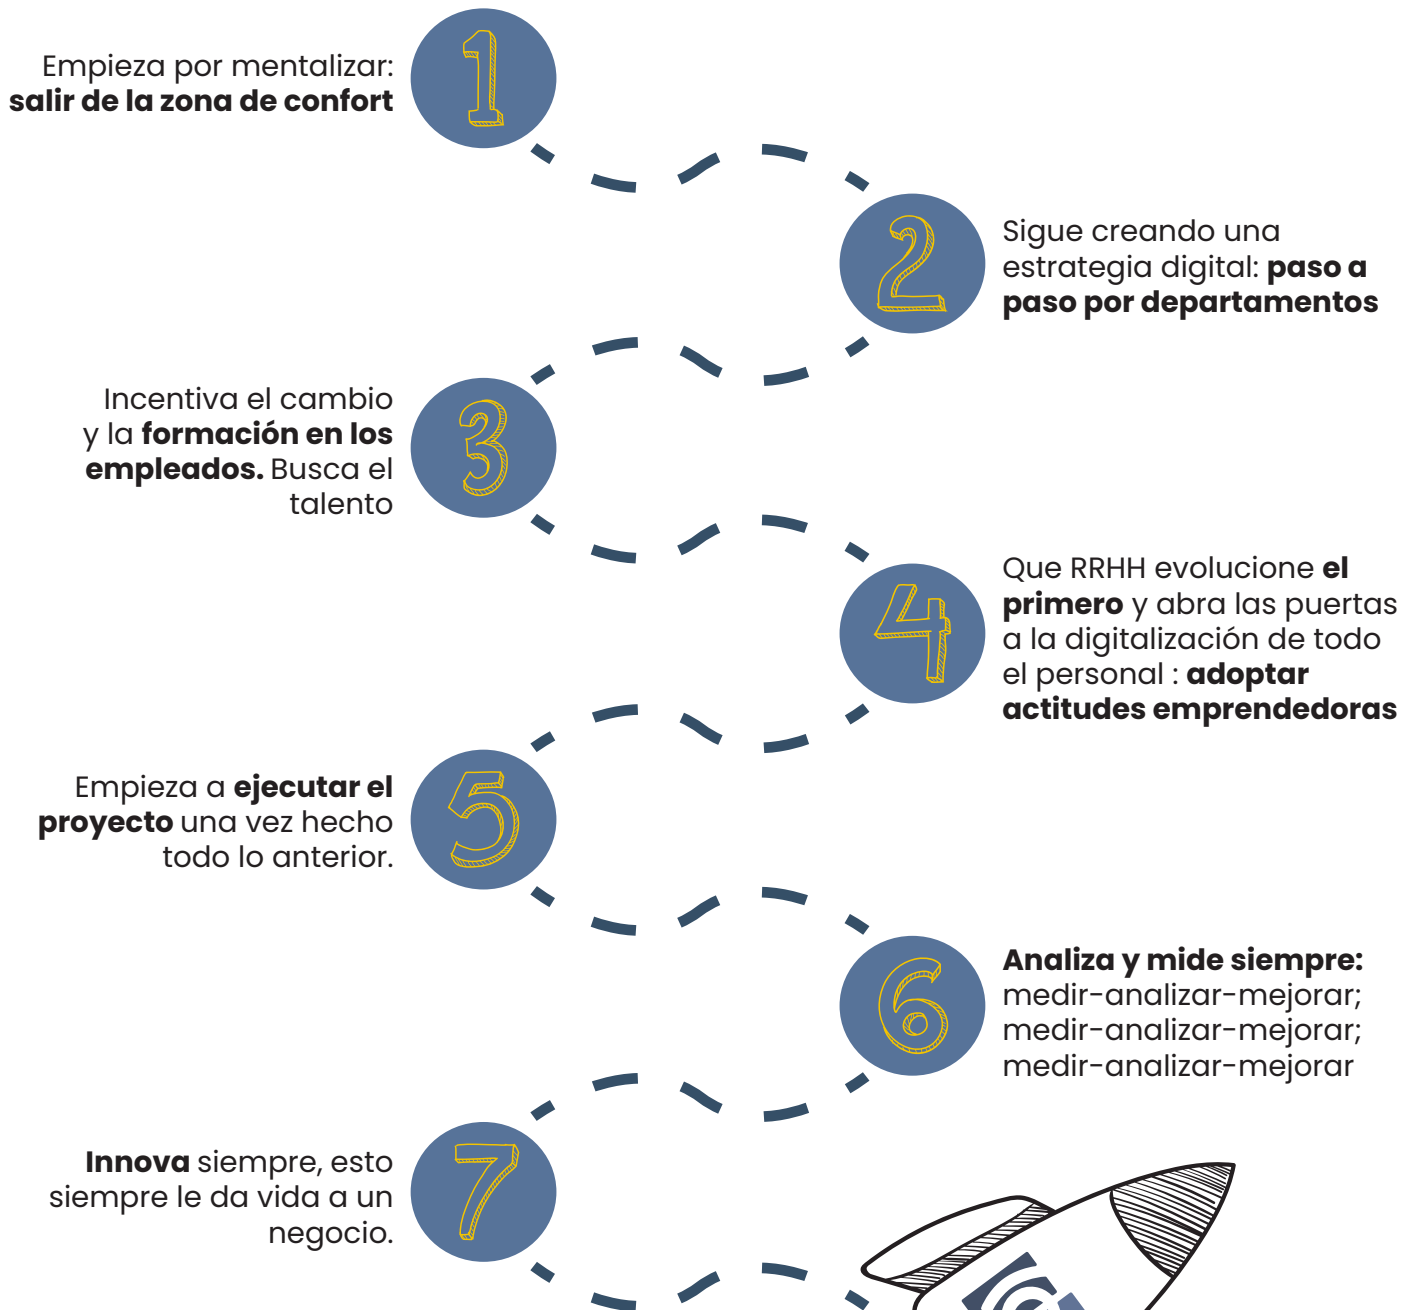 1
Empieza por mentalizar:
salir de la zona de confort
2
Sigue creando una
estrategia digital: paso a
paso por departamentos
3
Incentiva el cambio
y la formación en los
empleados. Busca el
talento
4
Que RRHH evolucione el
primero y abra las puertas
a la digitalización de todo
el personal : adoptar
actitudes emprendedoras
5
Empieza a ejecutar el
proyecto una vez hecho
todo lo anterior.
6
Analiza y mide siempre:
medir-analizar-mejorar;
medir-analizar-mejorar;
medir-analizar-mejorar
7
Innova siempre, esto
siempre le da vida a un
negocio.